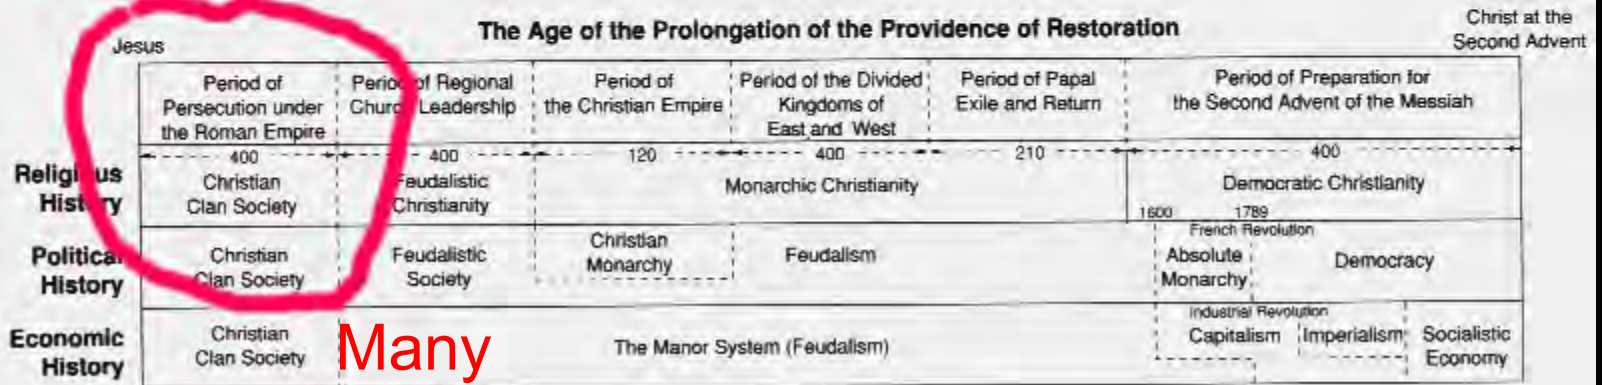 The Age of the Prolongation of the Providence of Restoration
Christ at the
Second Advent
Jesus
Period of
Persecution under
the Roman Empire
Period of Regional
Church Leadership
Period of
the Christian Empire
Period of the Divided
Kingdoms of
East and West
Period of Papal
Exile and Return
Period of Preparation for
the Second Advent of the Messiah
400
400
120
400
210
400
Religious
History
Christian
Clan Society
Feudalistic
Christianity
Monarchic Christianity
Democratic Christianity
1600
1789
French Revolution
Political
History
Christian
Clan Society
Feudalistic
Society
Christian
Monarchy
Feudalism
Absolute
Monarchy
Democracy
Industrial Revolution
Economic
History
Christian
Clan Society
Many
The Manor System (Feudalism)
Capitalism
Imperialism
Socialistic
Economy